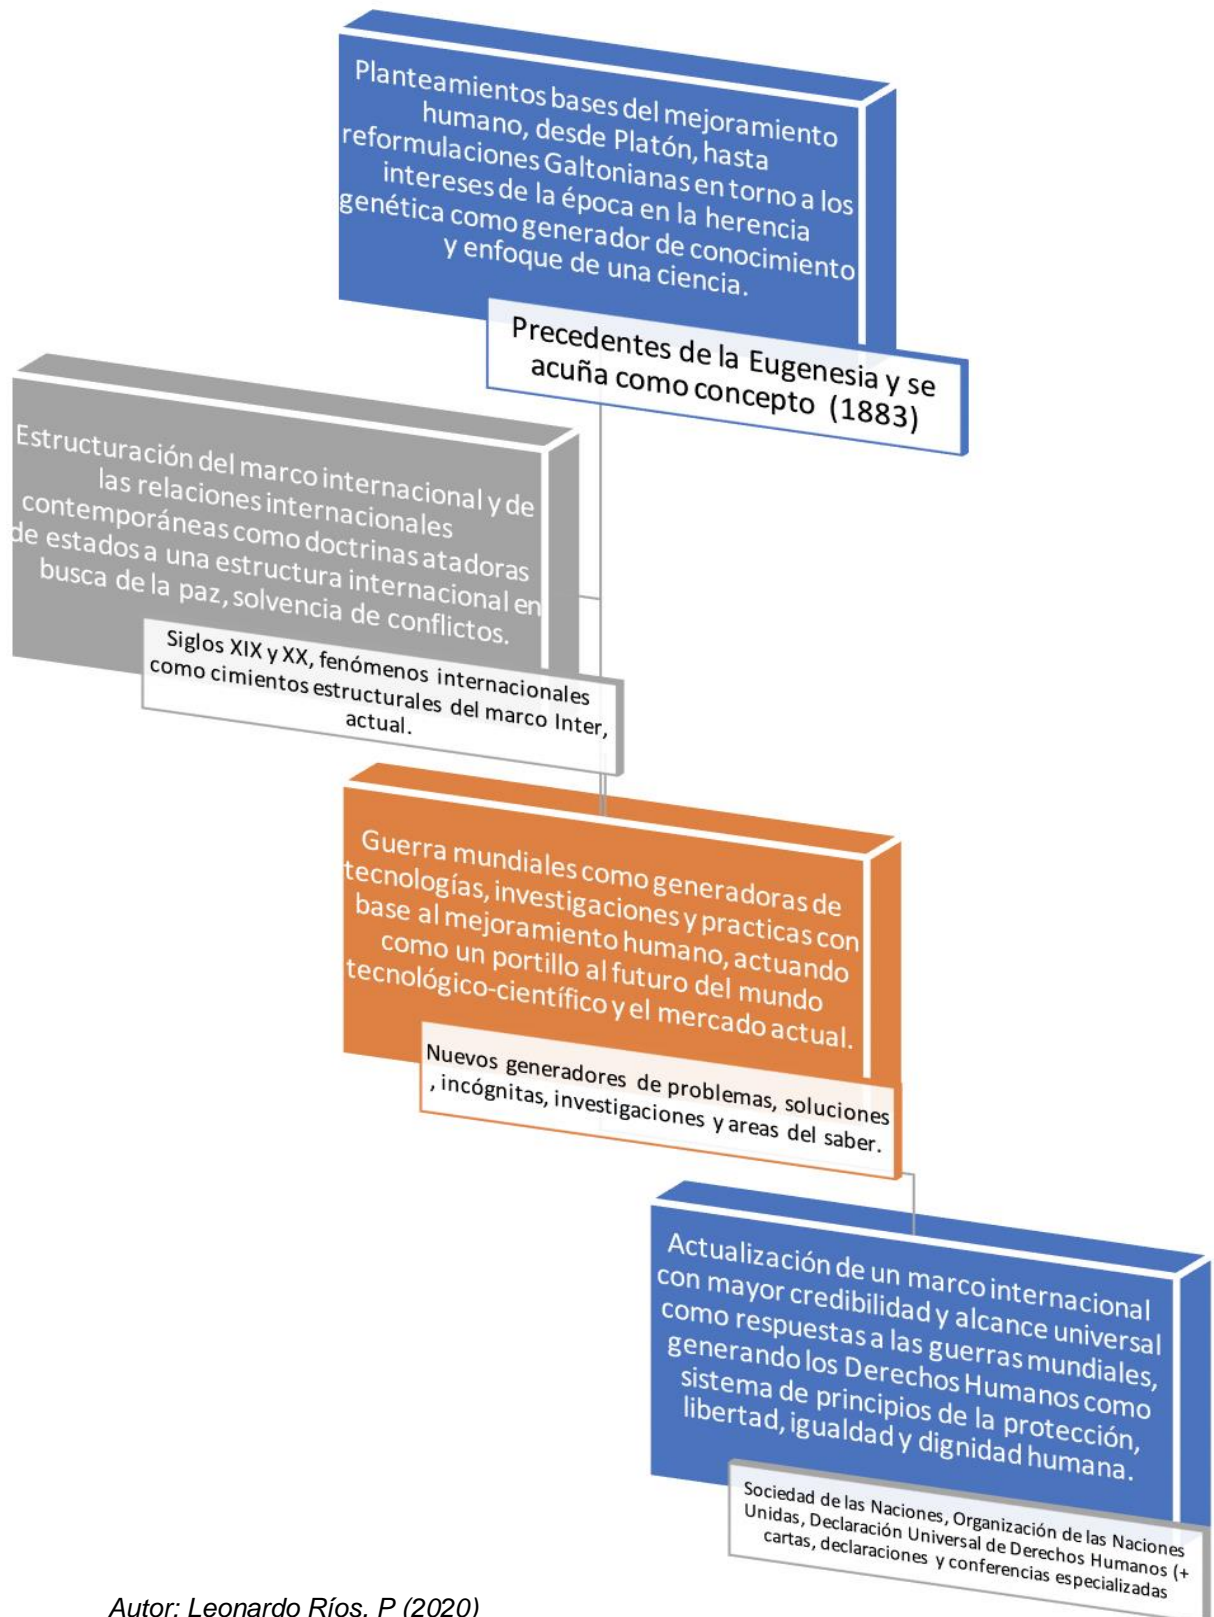 Planteamientos bases del mejoramiento
humano, desde Platón, hasta
reformulaciones Galtonianas en torno a los
intereses de la época en la herencia
genética como generador de conocimiento
y enfoque de una ciencia.
Precedentes de la Eugenesia y se
acuña como concepto (1883)
Estructuración del marco internacional y de
las relaciones internacionales
contemporáneas como doctrinas atadoras
de estados a una estructura internacional en
busca de la paz, solvencia de conflictos.
Siglos XIX y XX, fenómenos internacionales
como cimientos estructurales del marco Inter,
actual.
Guerra mundiales como generadoras de
tecnologías, investigaciones y practicas con
base al mejoramiento humano, actuando
como un portillo al futuro del mundo
tecnológico-científico y el mercado actual.
Nuevos generadores de problemas, soluciones
, incógnitas, investigaciones y areas del saber.
Actualización de un marco internacional
con mayor credibilidad y alcance universal
como respuestas a las guerras mundiales,
generando los Derechos Humanos como
sistema de principios de la protección,
libertad, igualdad y dignidad humana.
Sociedad de las Naciones, Organización de las Naciones
Unidas, Declaración Universal de Derechos Humanos (+
cartas, declaraciones y conferencias especializadas
Autor: Leonardo Ríos. P (2020)